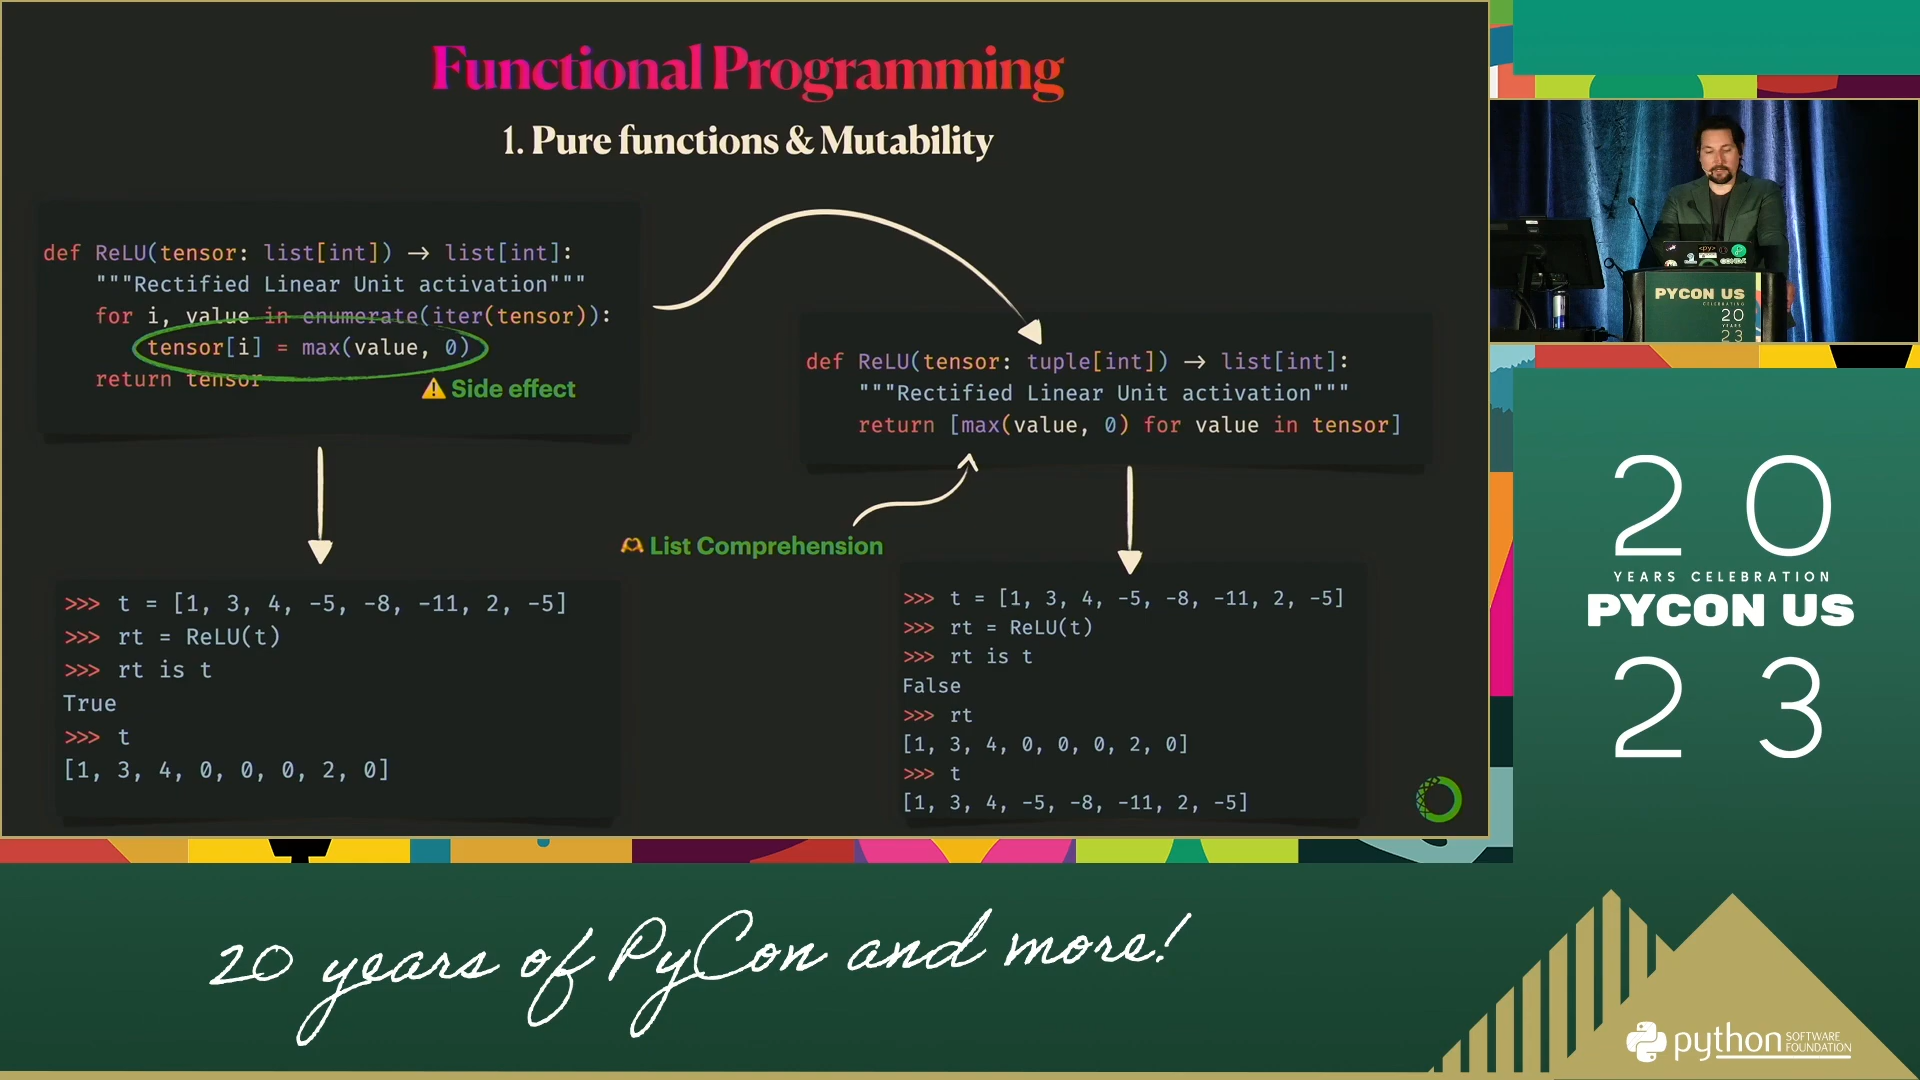 Functional Programming
1. Pure functions & Mutability
def ReLU(tensor: list[int]) → list[int]:
"""Rectified Linear Unit activation"""
for i, value in enumerate(iter(tensor)):
tensor[i] = max(value, 0)
return tensor
⚠️ Side effect
def ReLU(tensor: tuple[int]) → list[int]:
"""Rectified Linear Unit activation"""
return [max(value, 0) for value in tensor]
🫶 List Comprehension
>>> t = [1, 3, 4, -5, -8, -11, 2, -5]
>>> rt = ReLU(t)
>>> rt is t
True
>>> t
[1, 3, 4, 0, 0, 0, 2, 0]
>>> t = [1, 3, 4, -5, -8, -11, 2, -5]
>>> rt = ReLU(t)
>>> rt is t
False
>>> rt
[1, 3, 4, 0, 0, 0, 2, 0]
>>> t
[1, 3, 4, -5, -8, -11, 2, -5]
PYCON US
CELEBRATING
20
YEARS
23
20
YEARS CELEBRATION
PYCON US
23
20 years of PyCon and more!
python
SOFTWARE
FOUNDATION